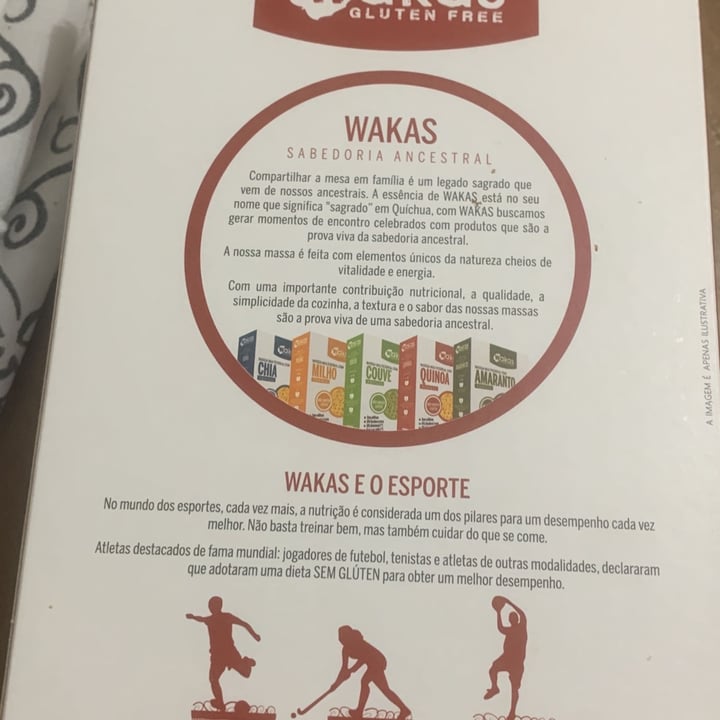 GLUTEN FREE
WAKAS
SABEDORIA ANCESTRAL
Compartilhar a mesa em família é um legado sagrado que
vem de nossos ancestrais. A essência de WAKAS está no seu
nome que significa "sagrado" em Quíchua, com WAKAS buscamos
gerar momentos de encontro celebrados com produtos que são a
prova viva da sabedoria ancestral.
A nossa massa é feita com elementos únicos da natureza cheios de
vitalidade e energia.
Com uma importante contribuição nutricional, a qualidade, a
simplicidade da cozinha, a textura e o sabor das nossas massas
são a prova viva de uma sabedoria ancestral.
CHIA
MILHO
COUVE
QUINOA
AMARANTO
A IMAGEM É APENAS ILUSTRATIVA
WAKAS E O ESPORTE
No mundo dos esportes, cada vez mais, a nutrição é considerada um dos pilares para um desempenho cada vez
melhor. Não basta treinar bem, mas também cuidar do que se come.
Atletas destacados de fama mundial: jogadores de futebol, tenistas e atletas de outras modalidades, declararam
que adotaram uma dieta SEM GLÚTEN para obter um melhor desempenho.